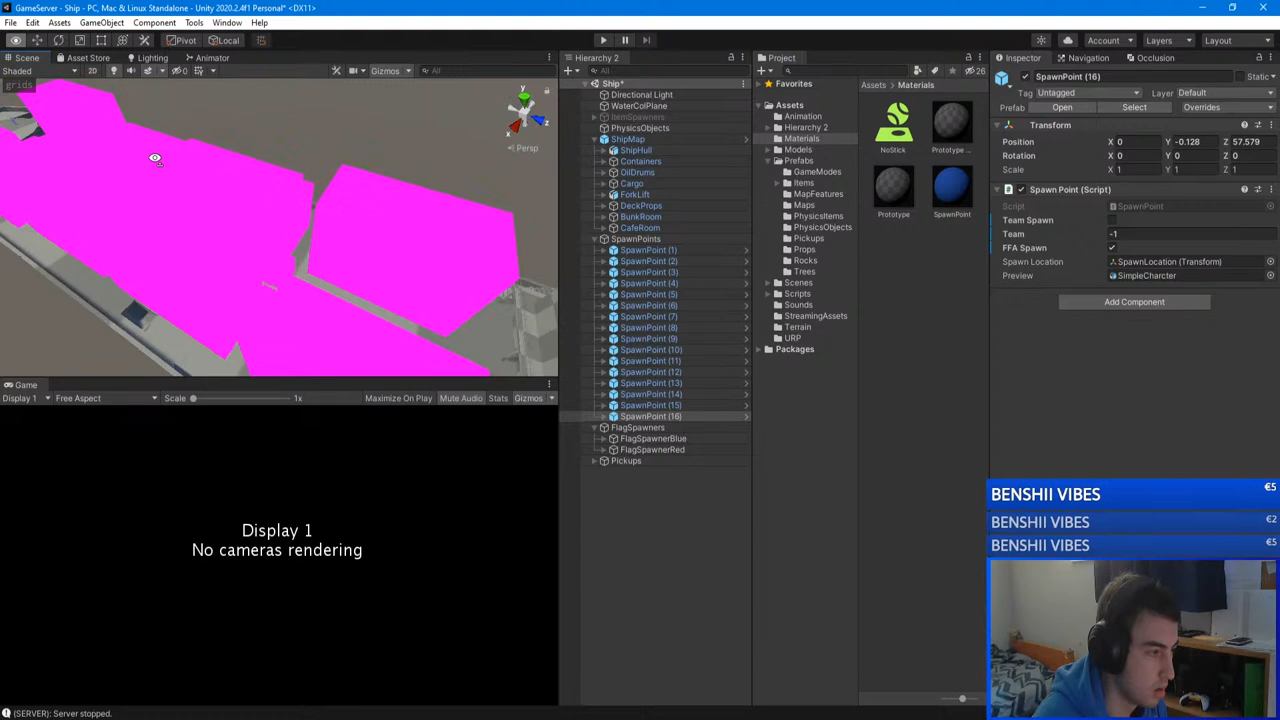 GameServer - Ship - PC, Mac & Linux Standalone - Unity 2020.2.4f1 Personal* <DX11>
File Edit Assets GameObject Component Tools Window Help
Pivot Local
Account Layers Layout
Scene Asset Store Lighting Animator
Shaded 2D 0 Gizmos All
grids
y
x
z
Persp
Game
Display 1 Free Aspect Scale 1x Maximize On Play Mute Audio Stats Gizmos
Display 1
No cameras rendering
(SERVER): Server stopped.
Hierarchy 2
All
Ship*
Directional Light
WaterColPlane
ItemSpawners
PhysicsObjects
ShipMap
ShipHull
Containers
OilDrums
Cargo
ForkLift
DeckProps
BunkRoom
CafeRoom
SpawnPoints
SpawnPoint (1)
SpawnPoint (2)
SpawnPoint (3)
SpawnPoint (4)
SpawnPoint (5)
SpawnPoint (6)
SpawnPoint (7)
SpawnPoint (8)
SpawnPoint (9)
SpawnPoint (10)
SpawnPoint (11)
SpawnPoint (12)
SpawnPoint (13)
SpawnPoint (14)
SpawnPoint (15)
SpawnPoint (16)
FlagSpawners
FlagSpawnerBlue
FlagSpawnerRed
Pickups
Project
26
Favorites
Assets
Animation
Hierarchy 2
Materials
Models
Prefabs
GameModes
Items
MapFeatures
Maps
PhysicsItems
PhysicsObjects
Pickups
Props
Rocks
Trees
Scenes
Scripts
Sounds
StreamingAssets
Terrain
URP
Packages
Assets Materials
NoStick Prototype ...
Prototype SpawnPoint
Inspector Navigation Occlusion
SpawnPoint (16) Static
Tag Untagged Layer Default
Prefab Open Select Overrides
Transform
Position X 0 Y -0.128 Z 57.579
Rotation X 0 Y 0 Z 0
Scale X 1 Y 1 Z 1
Spawn Point (Script)
Script SpawnPoint
Team Spawn
Team -1
FFA Spawn
Spawn Location SpawnLocation (Transform)
Preview SimpleCharcter
Add Component
BENSHII VIBES €5
BENSHII VIBES €2
BENSHII VIBES €5